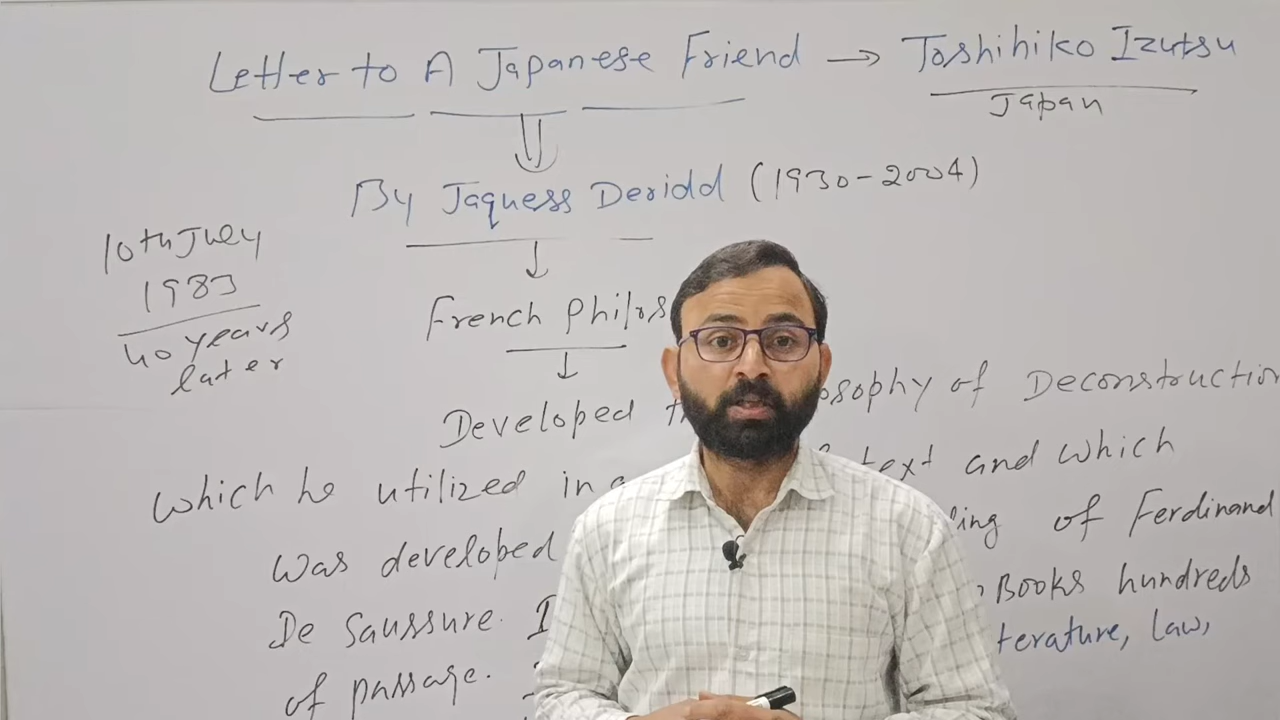 Letter to A Japanese Friend → Toshihiko Izutsu
Japan
By Jaquess Deridd (1930-2004)
10th July
1983
40 years
later
French Philos
Developed osophy of Deconstruction
which he utilized in text and which
was developed of Ferdinand
De Saussure. Books hundreds
of passage. terature, law,